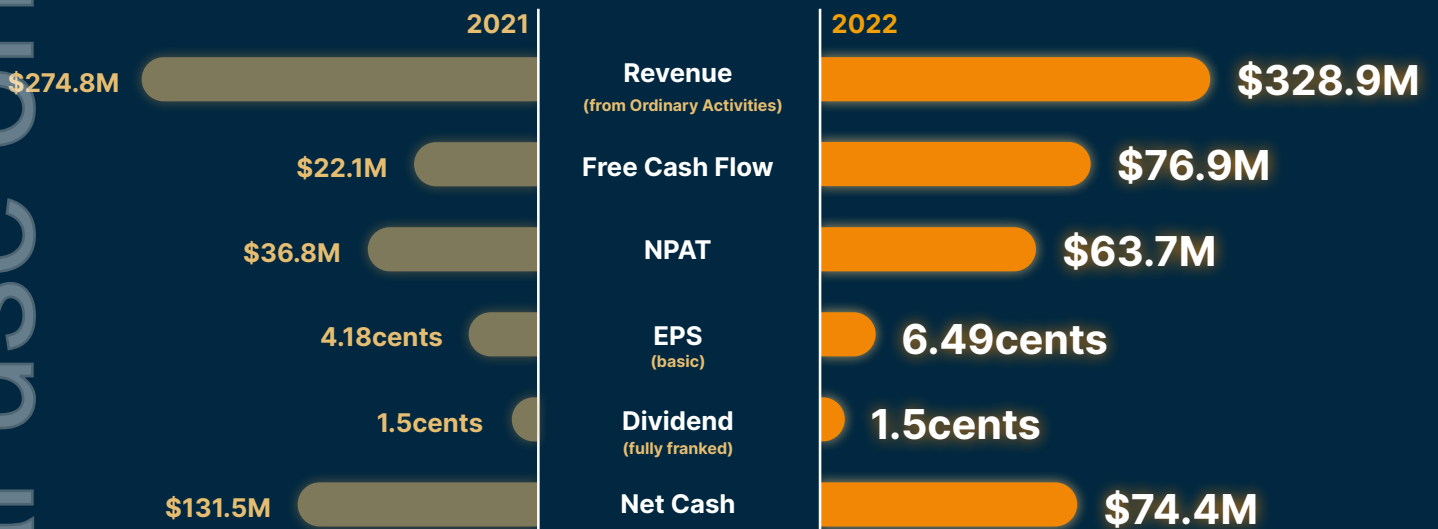 2021
2022
$274.8M
Revenue
(from Ordinary Activities)
$328.9M
$22.1M
Free Cash Flow
$76.9M
$36.8M
NPAT
$63.7M
4.18cents
EPS
(basic)
6.49cents
1.5cents
Dividend
(fully franked)
1.5cents
$131.5M
Net Cash
$74.4M